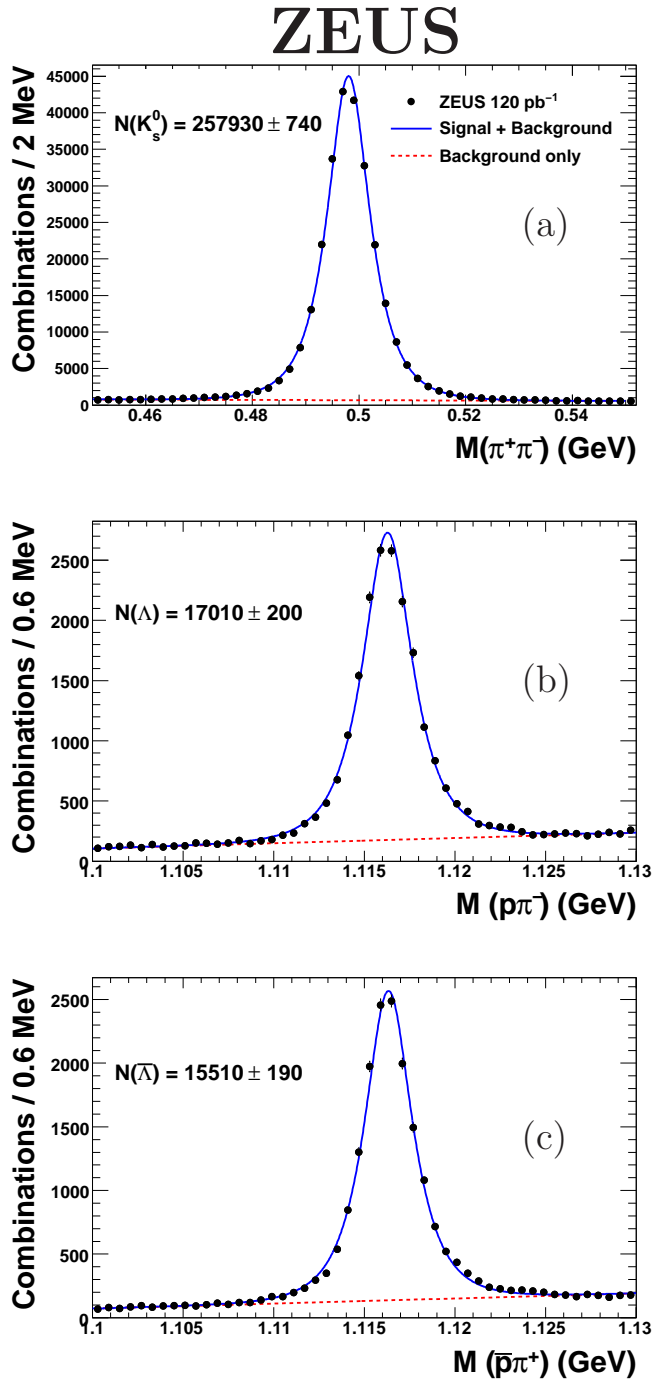 ZEUS
Combinations / 2 MeV
45000
40000
35000
30000
25000
20000
15000
10000
5000
0
N(K⁰ₛ) = 257930 ± 740
ZEUS 120 pb⁻¹
Signal + Background
Background only
(a)
0.46 0.48 0.5 0.52 0.54
M(π⁺π⁻) (GeV)
Combinations / 0.6 MeV
2500
2000
1500
1000
500
0
N(Λ) = 17010 ± 200
(b)
1.1 1.105 1.11 1.115 1.12 1.125 1.13
M (pπ⁻) (GeV)
Combinations / 0.6 MeV
2500
2000
1500
1000
500
0
N(Λ̅) = 15510 ± 190
(c)
1.1 1.105 1.11 1.115 1.12 1.125 1.13
M (p̅π⁺) (GeV)